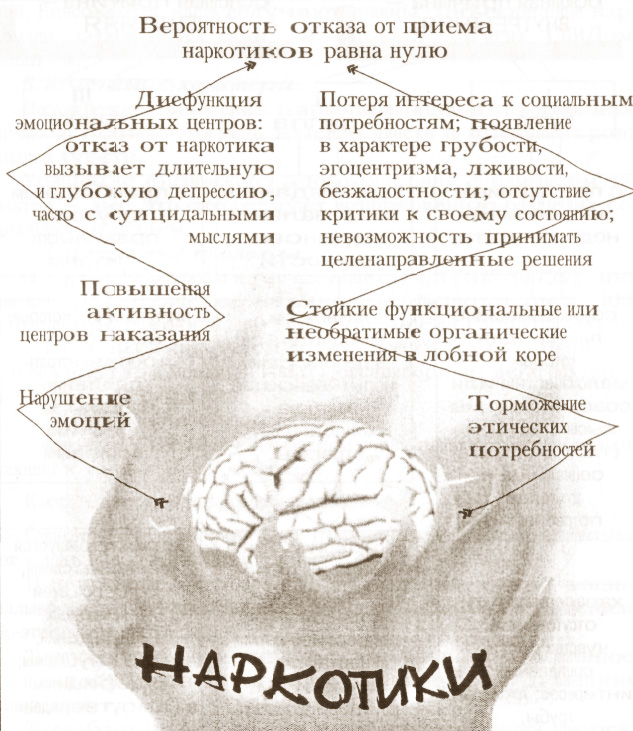 Вероятность отказа от приема
наркотиков равна нулю
Дисфункция
эмоциональных центров:
отказ от наркотика
вызывает длительную
и глубокую депрессию,
часто с суицидальными
мыслями
Потеря интереса к социальным
потребностям; появление
в характере грубости,
эгоцентризма, лживости,
безжалостности; отсутствие
критики к своему состоянию;
невозможность принимать
целенаправленные решения
Повышеная
активность
центров наказания
Стойкие функциональные или
необратимые органические
изменения в лобной коре
Нарушение
эмоций
Торможение
этических
потребностей
НАРКОТИКИ